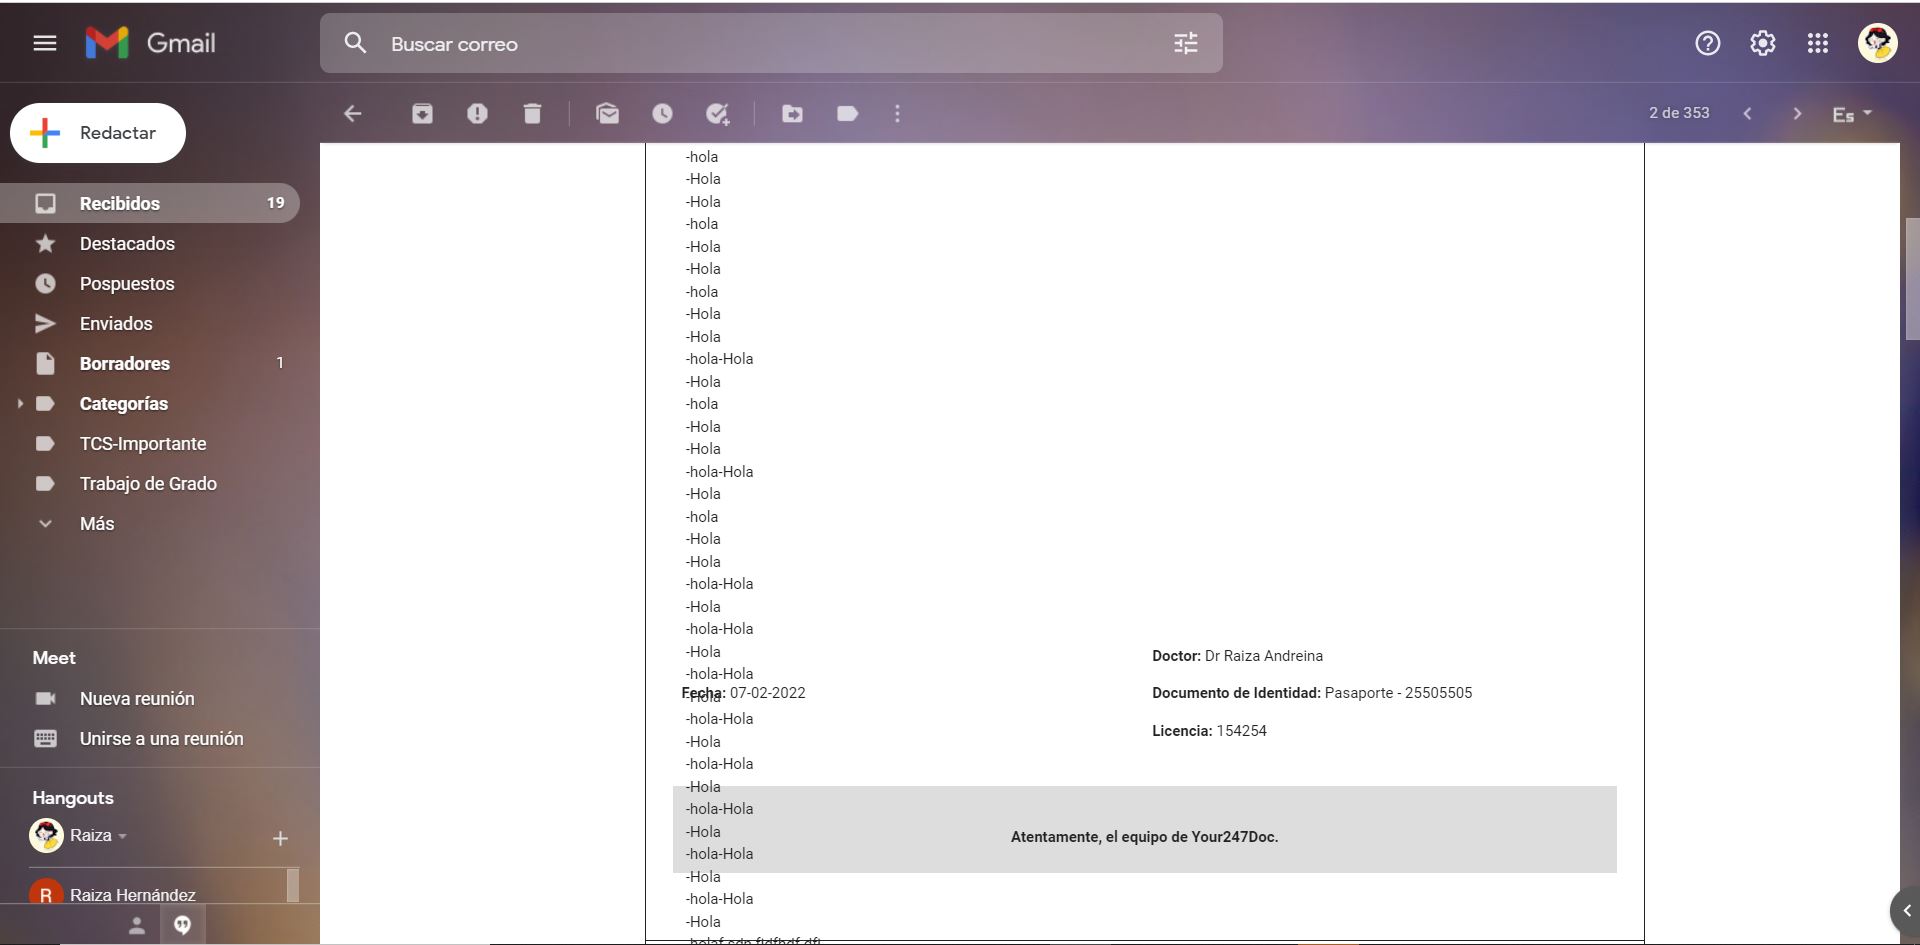 Gmail
Buscar correo
Redactar
2 de 353
Es
Recibidos 19
Destacados
Pospuestos
Enviados
Borradores 1
Categorías
TCS-Importante
Trabajo de Grado
Más
Meet
Nueva reunión
Unirse a una reunión
Hangouts
Raiza
R Raiza Hernández
-hola
-Hola
-Hola
-hola
-Hola
-Hola
-hola
-Hola
-Hola
-hola-Hola
-Hola
-hola
-Hola
-Hola
-hola-Hola
-Hola
-hola
-Hola
-Hola
-hola-Hola
-Hola
-hola-Hola
-Hola
-hola-Hola
-Hola
-hola-Hola
-Hola
-hola-Hola
-Hola
-hola-Hola
-Hola
-hola-Hola
-Hola
-hola-Hola
-Hola
Doctor: Dr Raiza Andreina
Fecha: 07-02-2022
Documento de Identidad: Pasaporte - 25505505
Licencia: 154254
Atentamente, el equipo de Your247Doc.